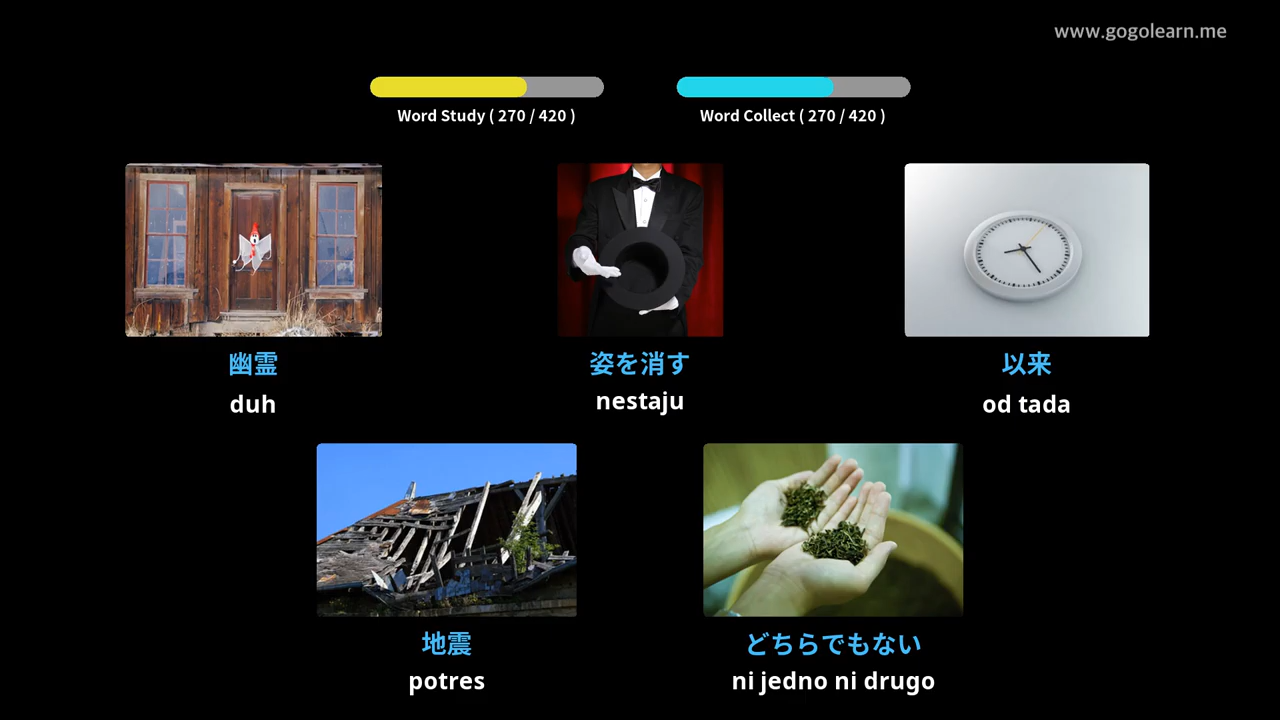 www.gogolearn.me
Word Study ( 270 / 420 )
Word Collect ( 270 / 420 )
幽霊
duh
姿を消す
nestaju
以来
od tada
地震
potres
どちらでもない
ni jedno ni drugo